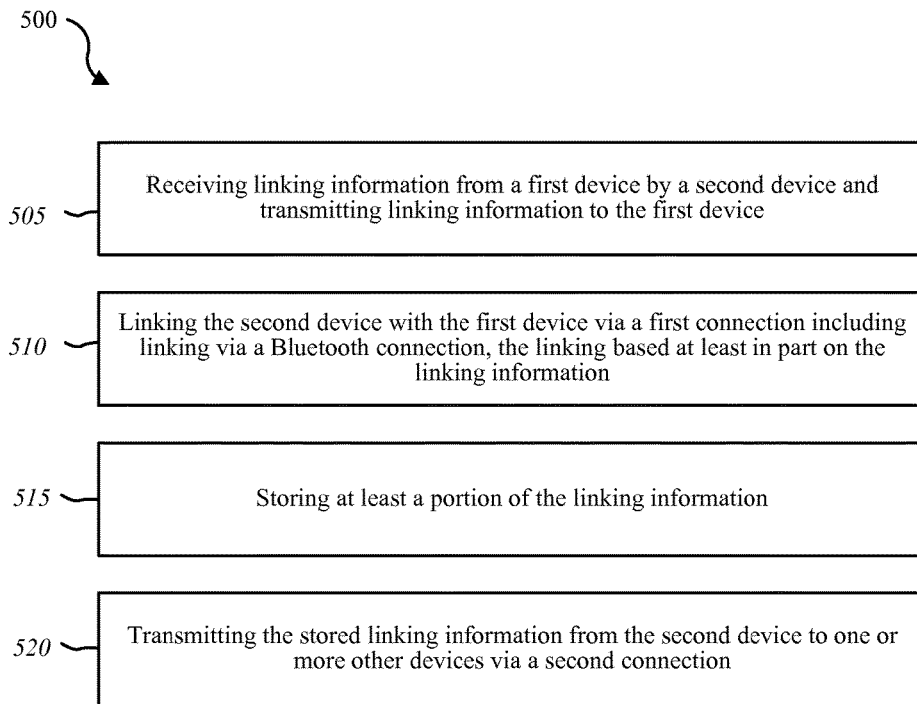 500
505
Receiving linking information from a first device by a second device and
transmitting linking information to the first device
510
Linking the second device with the first device via a first connection including
linking via a Bluetooth connection, the linking based at least in part on the
linking information
515
Storing at least a portion of the linking information
520
Transmitting the stored linking information from the second device to one or
more other devices via a second connection